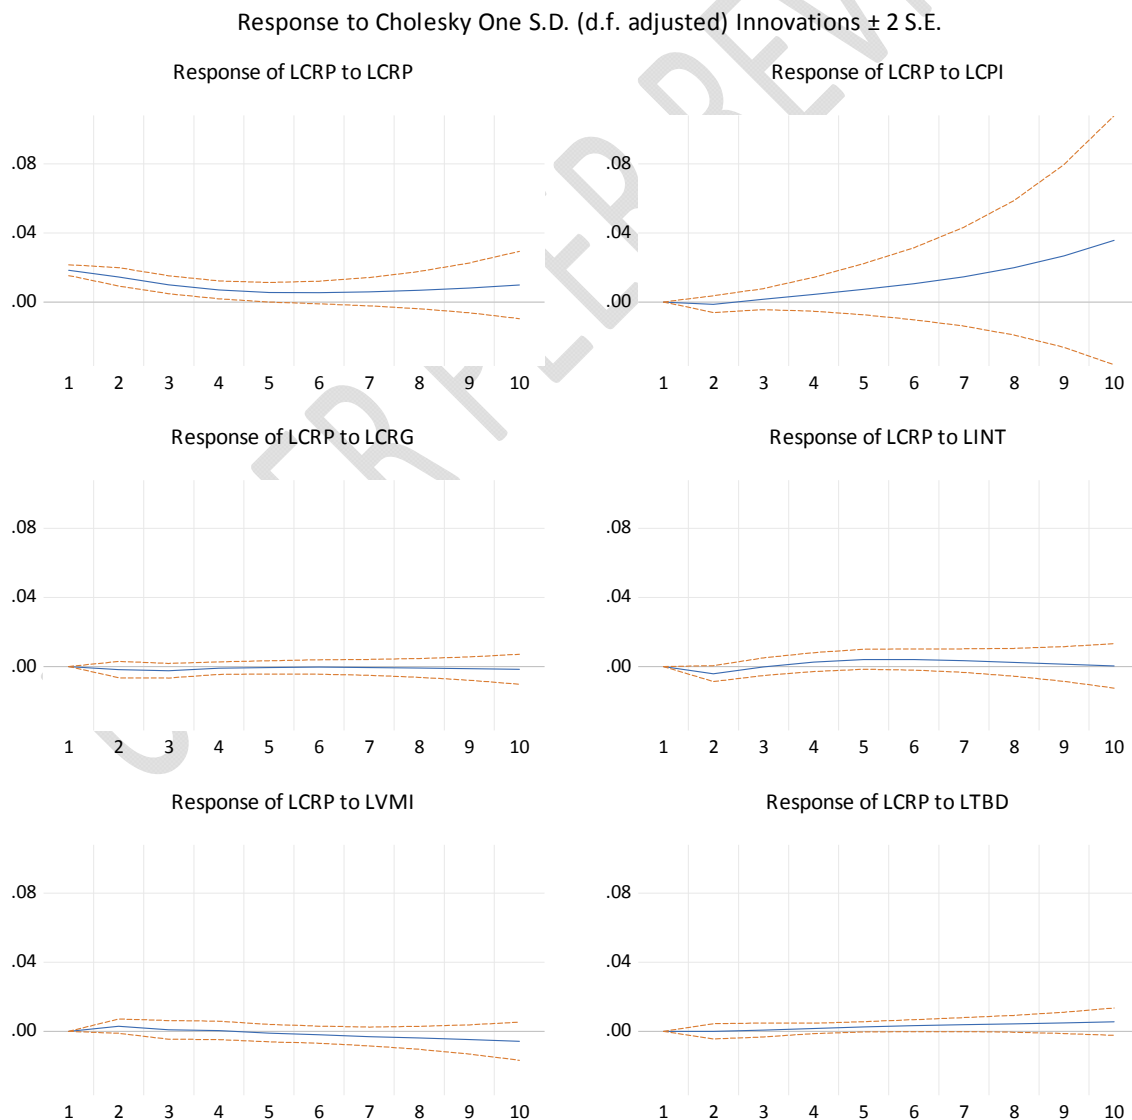 Response to Cholesky One S.D. (d.f. adjusted) Innovations ± 2 S.E.
Response of LCRP to LCRP
.08
.04
.00
1 2 3 4 5 6 7 8 9 10
Response of LCRP to LCPI
.08
.04
.00
1 2 3 4 5 6 7 8 9 10
Response of LCRP to LCRG
.08
.04
.00
1 2 3 4 5 6 7 8 9 10
Response of LCRP to LINT
.08
.04
.00
1 2 3 4 5 6 7 8 9 10
Response of LCRP to LVMI
.08
.04
.00
1 2 3 4 5 6 7 8 9 10
Response of LCRP to LTBD
.08
.04
.00
1 2 3 4 5 6 7 8 9 10